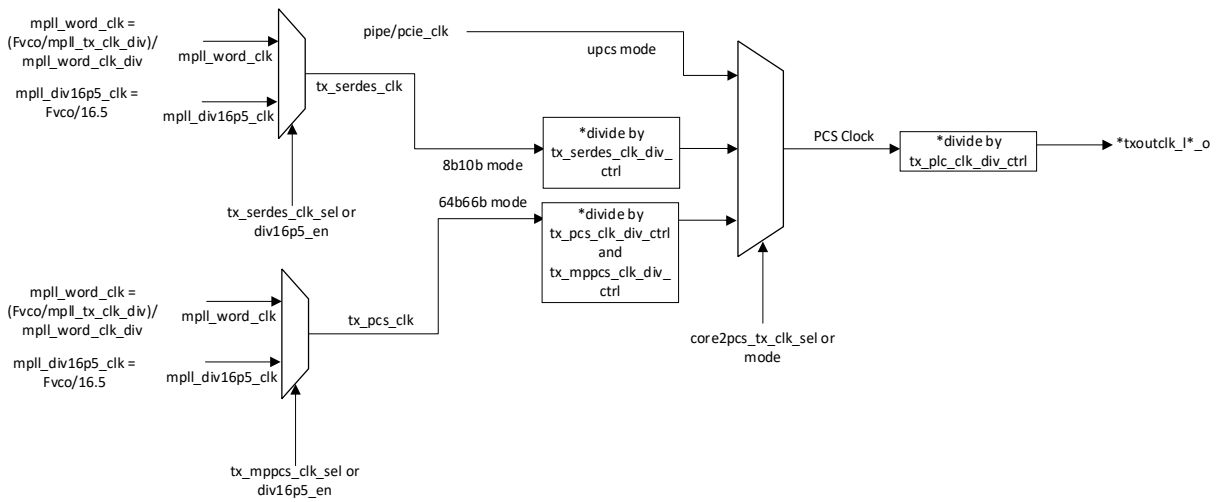 mpll_word_clk =
(Fvco/mpll_tx_clk_div)/
mpll_word_clk_div
mpll_word_clk
mpll_div16p5_clk =
Fvco/16.5
mpll_div16p5_clk
tx_serdes_clk
tx_serdes_clk_sel or
div16p5_en
pipe/pcie_clk
upcs mode
8b10b mode
*divide by
tx_serdes_clk_div_
ctrl
64b66b mode
*divide by
tx_pcs_clk_div_ctrl
and
tx_mppcs_clk_div_
ctrl
PCS Clock
*divide by
tx_plc_clk_div_ctrl
*txoutclk_l*_o
core2pcs_tx_clk_sel or
mode
mpll_word_clk =
(Fvco/mpll_tx_clk_div)/
mpll_word_clk_div
mpll_word_clk
mpll_div16p5_clk =
Fvco/16.5
mpll_div16p5_clk
tx_pcs_clk
tx_mppcs_clk_sel or
div16p5_en